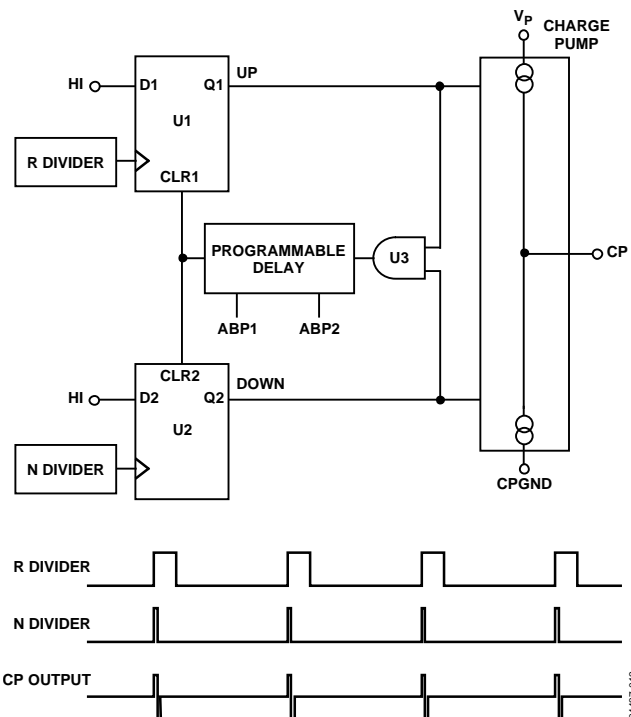 VP
CHARGE
PUMP
HI
D1
Q1
UP
U1
R DIVIDER
CLR1
PROGRAMMABLE
DELAY
U3
CP
ABP1
ABP2
CLR2
DOWN
HI
D2
Q2
U2
N DIVIDER
CPGND
R DIVIDER
N DIVIDER
CP OUTPUT